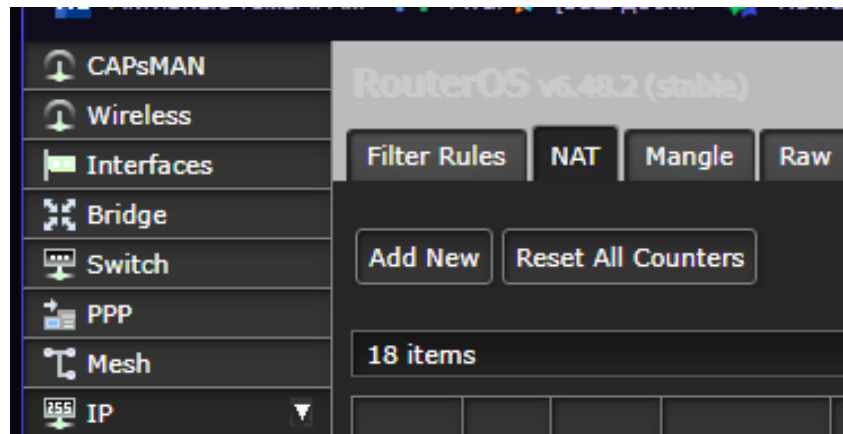 CAPsMAN
Wireless
Interfaces
Bridge
Switch
PPP
Mesh
255 IP
RouterOS v6.48.2 (stable)
Filter Rules NAT Mangle Raw
Add New Reset All Counters
18 items